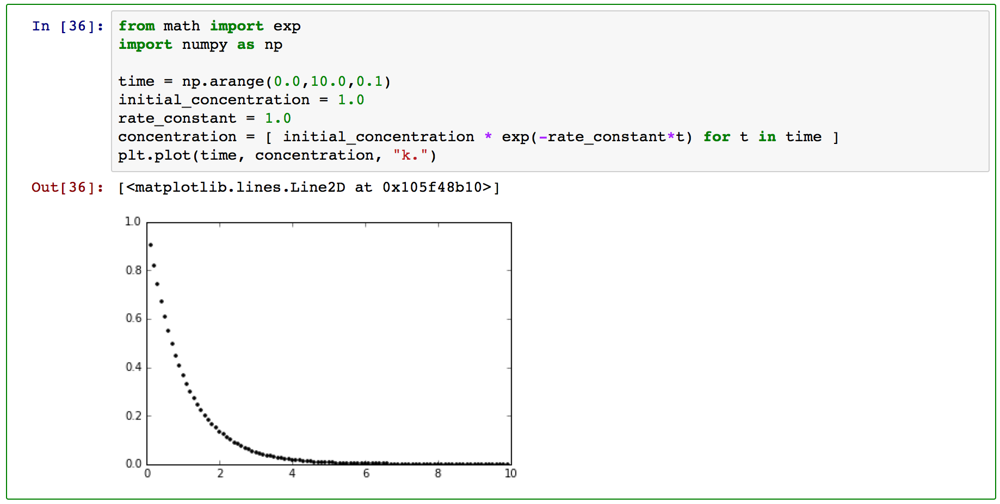 In [36]:
from math import exp
import numpy as np
time = np.arange(0.0,10.0,0.1)
initial_concentration = 1.0
rate_constant = 1.0
concentration = [ initial_concentration * exp(-rate_constant*t) for t in time ]
plt.plot(time, concentration, "k.")
Out[36]: [<matplotlib.lines.Line2D at 0x105f48b10>]
1.0
0.8
0.6
0.4
0.2
0.0
0 2 4 6 8 10